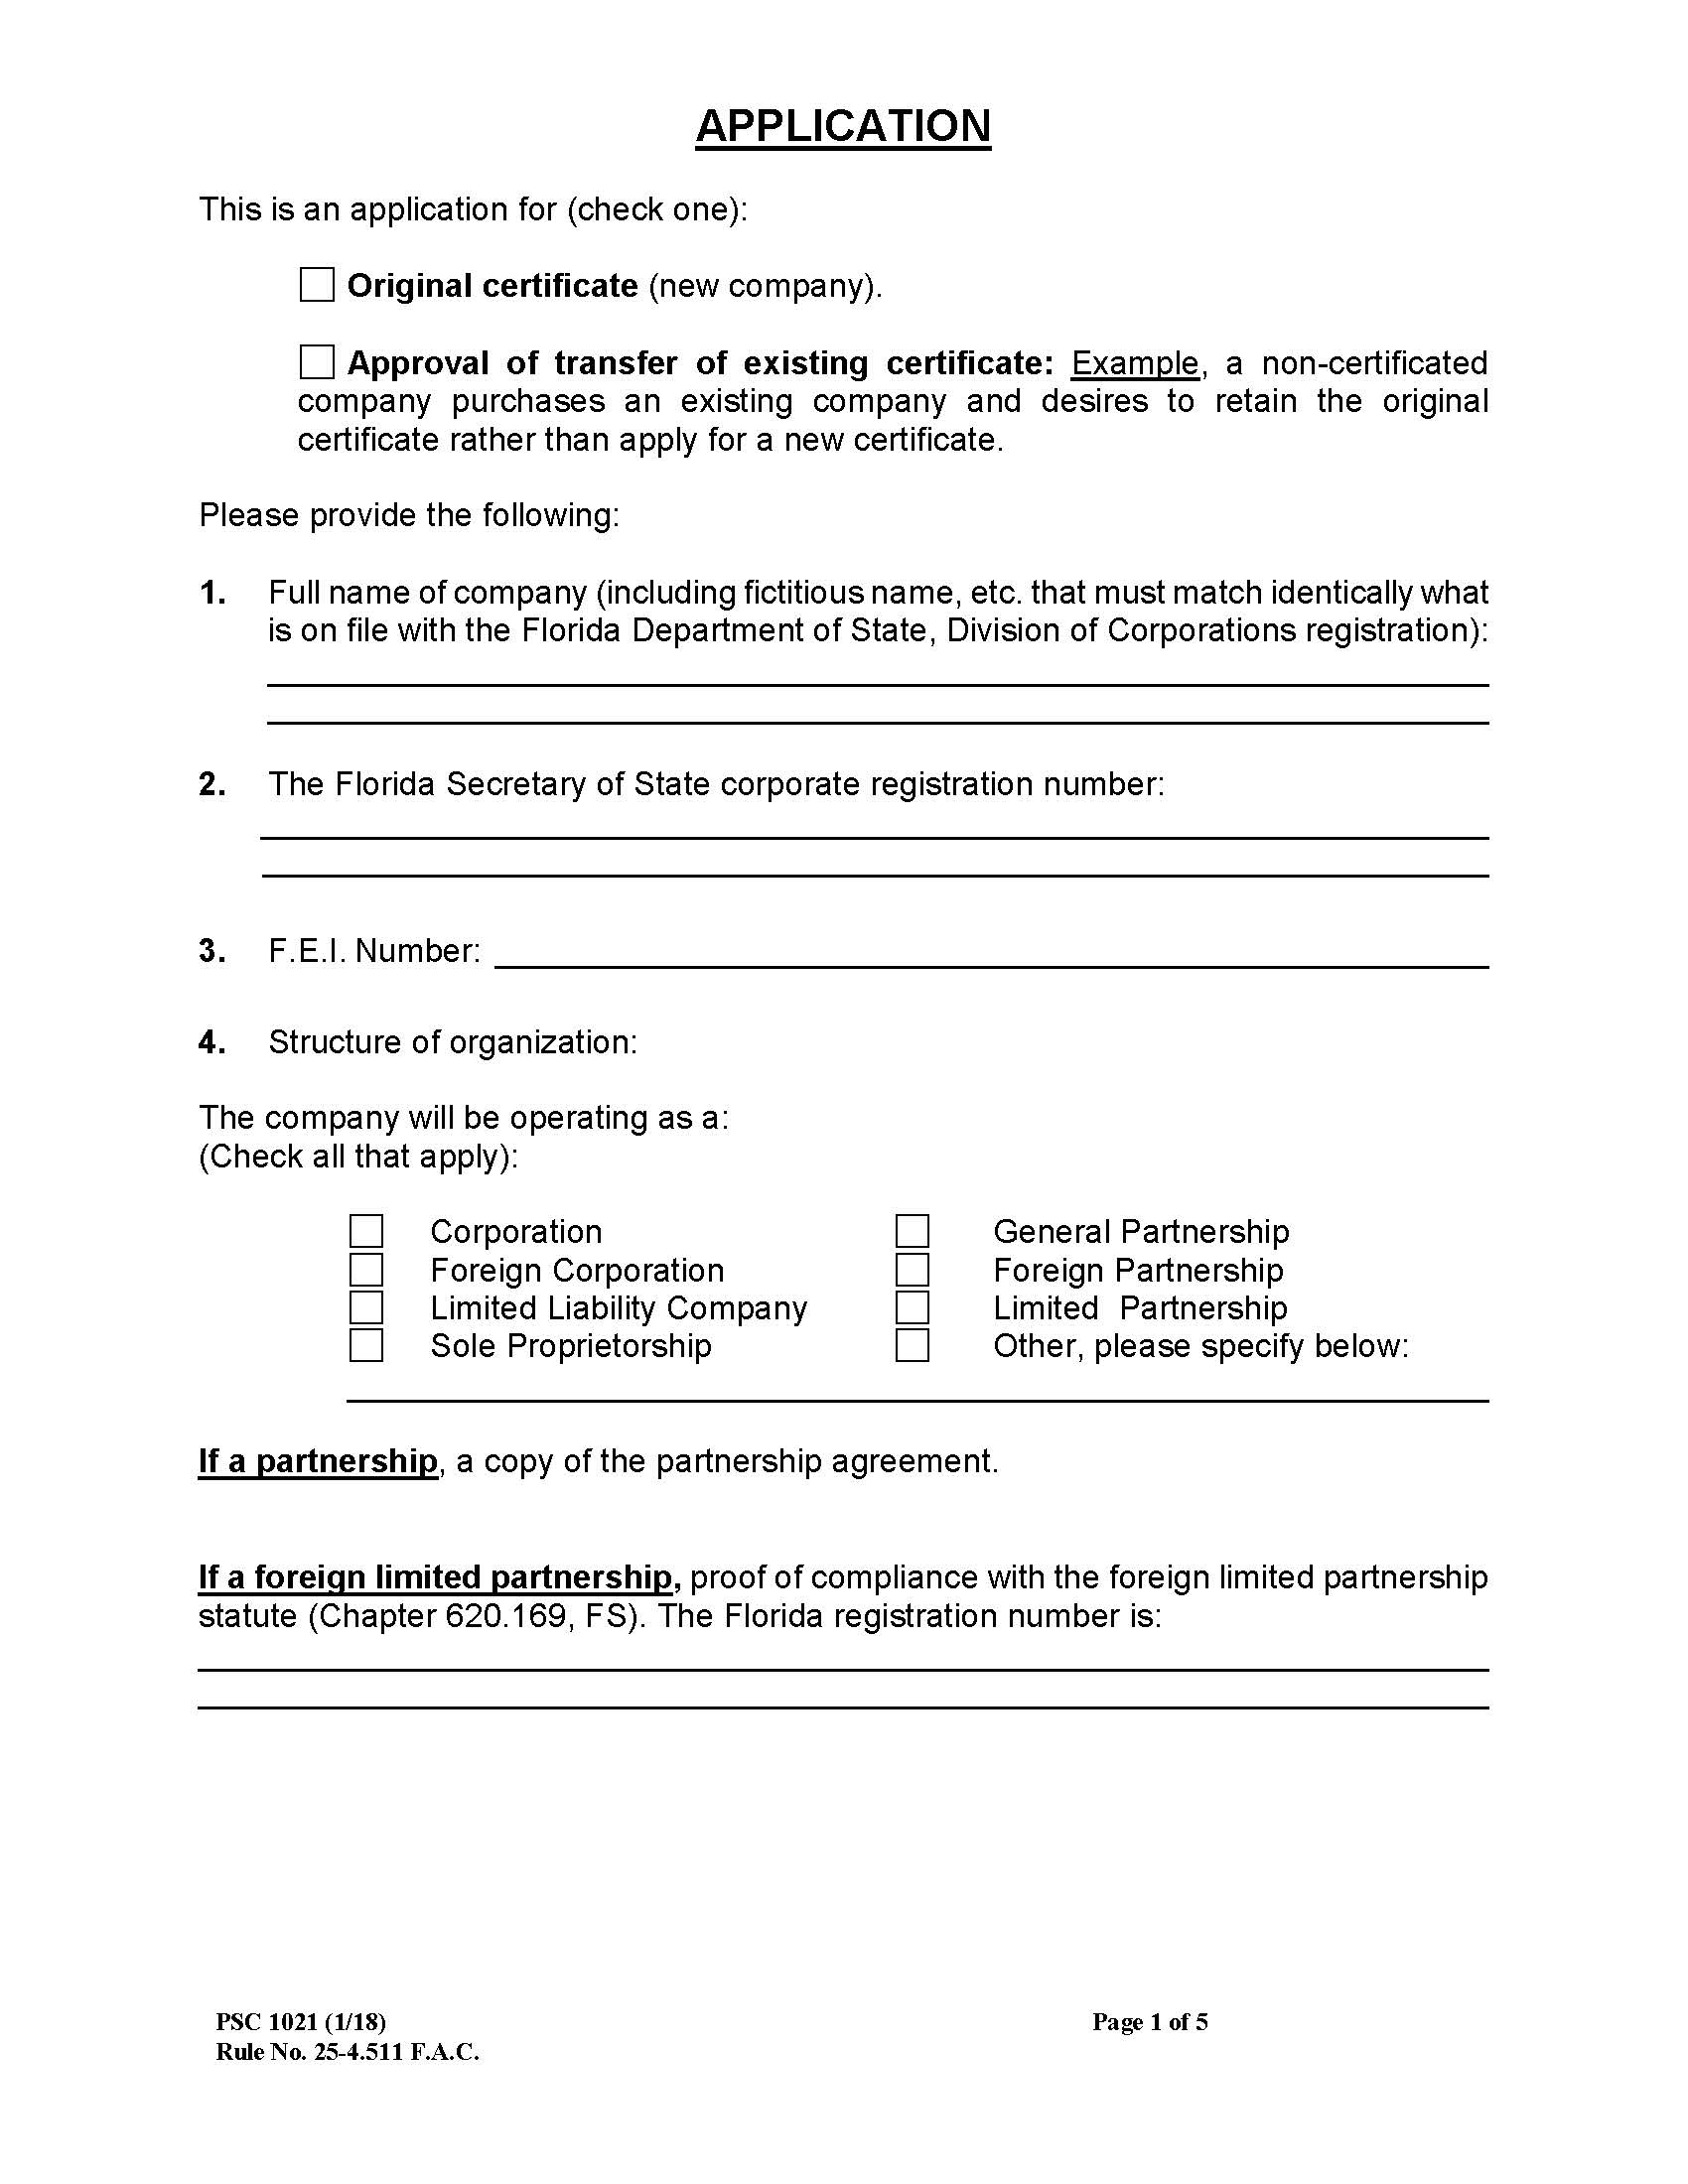 APPLICATION
This is an application for (check one):
Original certificate (new company).
Approval of transfer of existing certificate: Example, a non-certificated
company purchases an existing company and desires to retain the original
certificate rather than apply for a new certificate.
Please provide the following:
1. Full name of company (including fictitious name, etc. that must match identically what
is on file with the Florida Department of State, Division of Corporations registration):
2. The Florida Secretary of State corporate registration number:
3. F.E.I. Number:
4. Structure of organization:
The company will be operating as a:
(Check all that apply):
Corporation General Partnership
Foreign Corporation Foreign Partnership
Limited Liability Company Limited Partnership
Sole Proprietorship Other, please specify below:
If a partnership, a copy of the partnership agreement.
If a foreign limited partnership, proof of compliance with the foreign limited partnership
statute (Chapter 620.169, FS). The Florida registration number is:
PSC 1021 (1/18) Page 1 of 5
Rule No. 25-4.511 F.A.C.